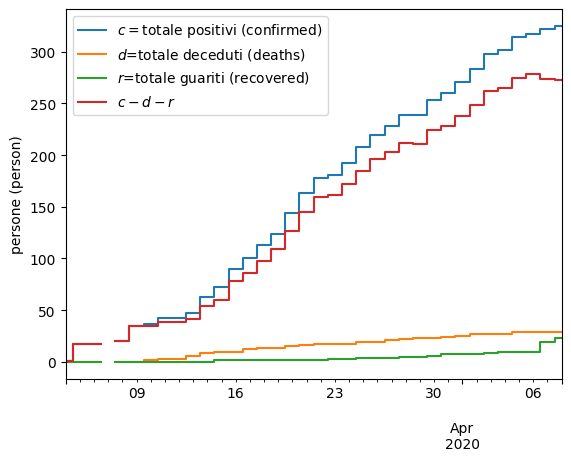 c = totale positivi (confirmed)
d=totale deceduti (deaths)
r=totale guariti (recovered)
c − d − r
persone (person)
300
250
200
150
100
50
0
09
16
23
30
06
Apr
2020